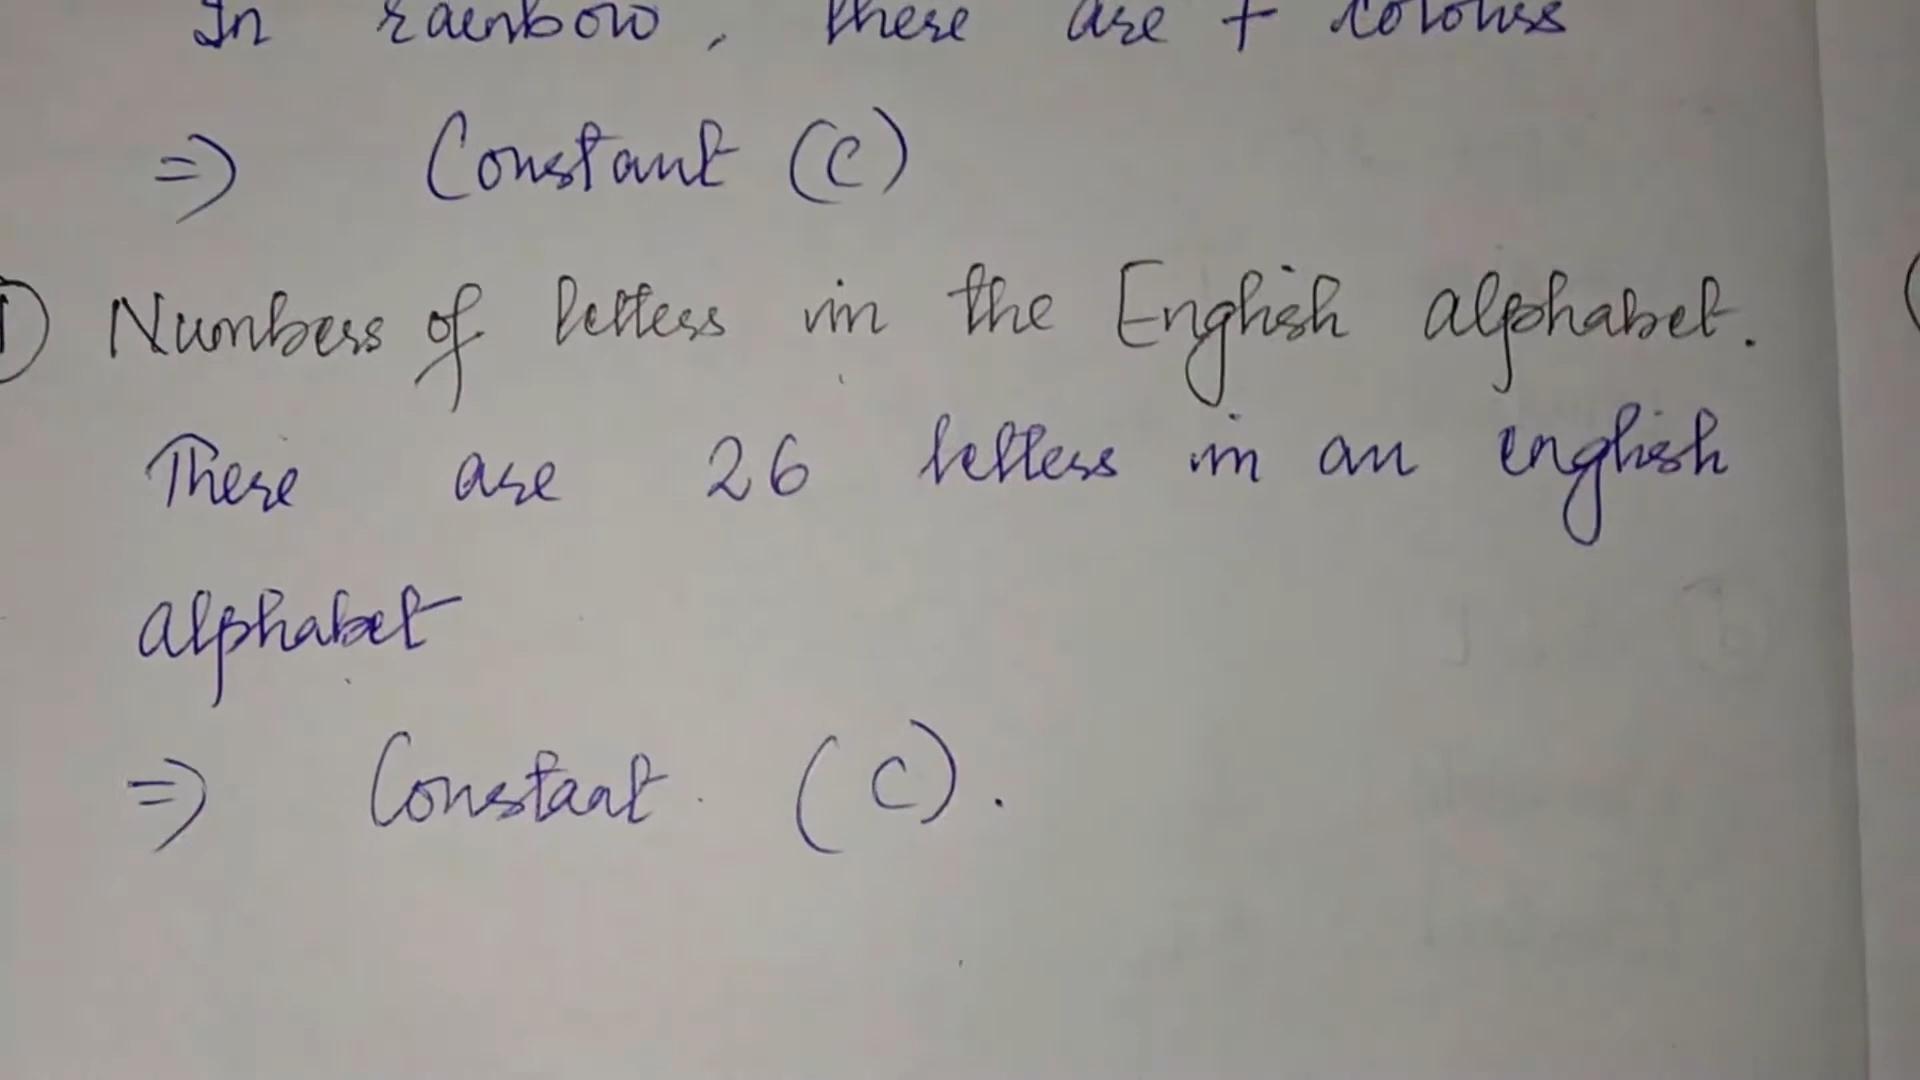 In rainbow, there are 7 colours
=> Constant (C)
Numbers of letters in the English alphabet.
There are 26 letters in an english
alphabet
=> Constant. (C).